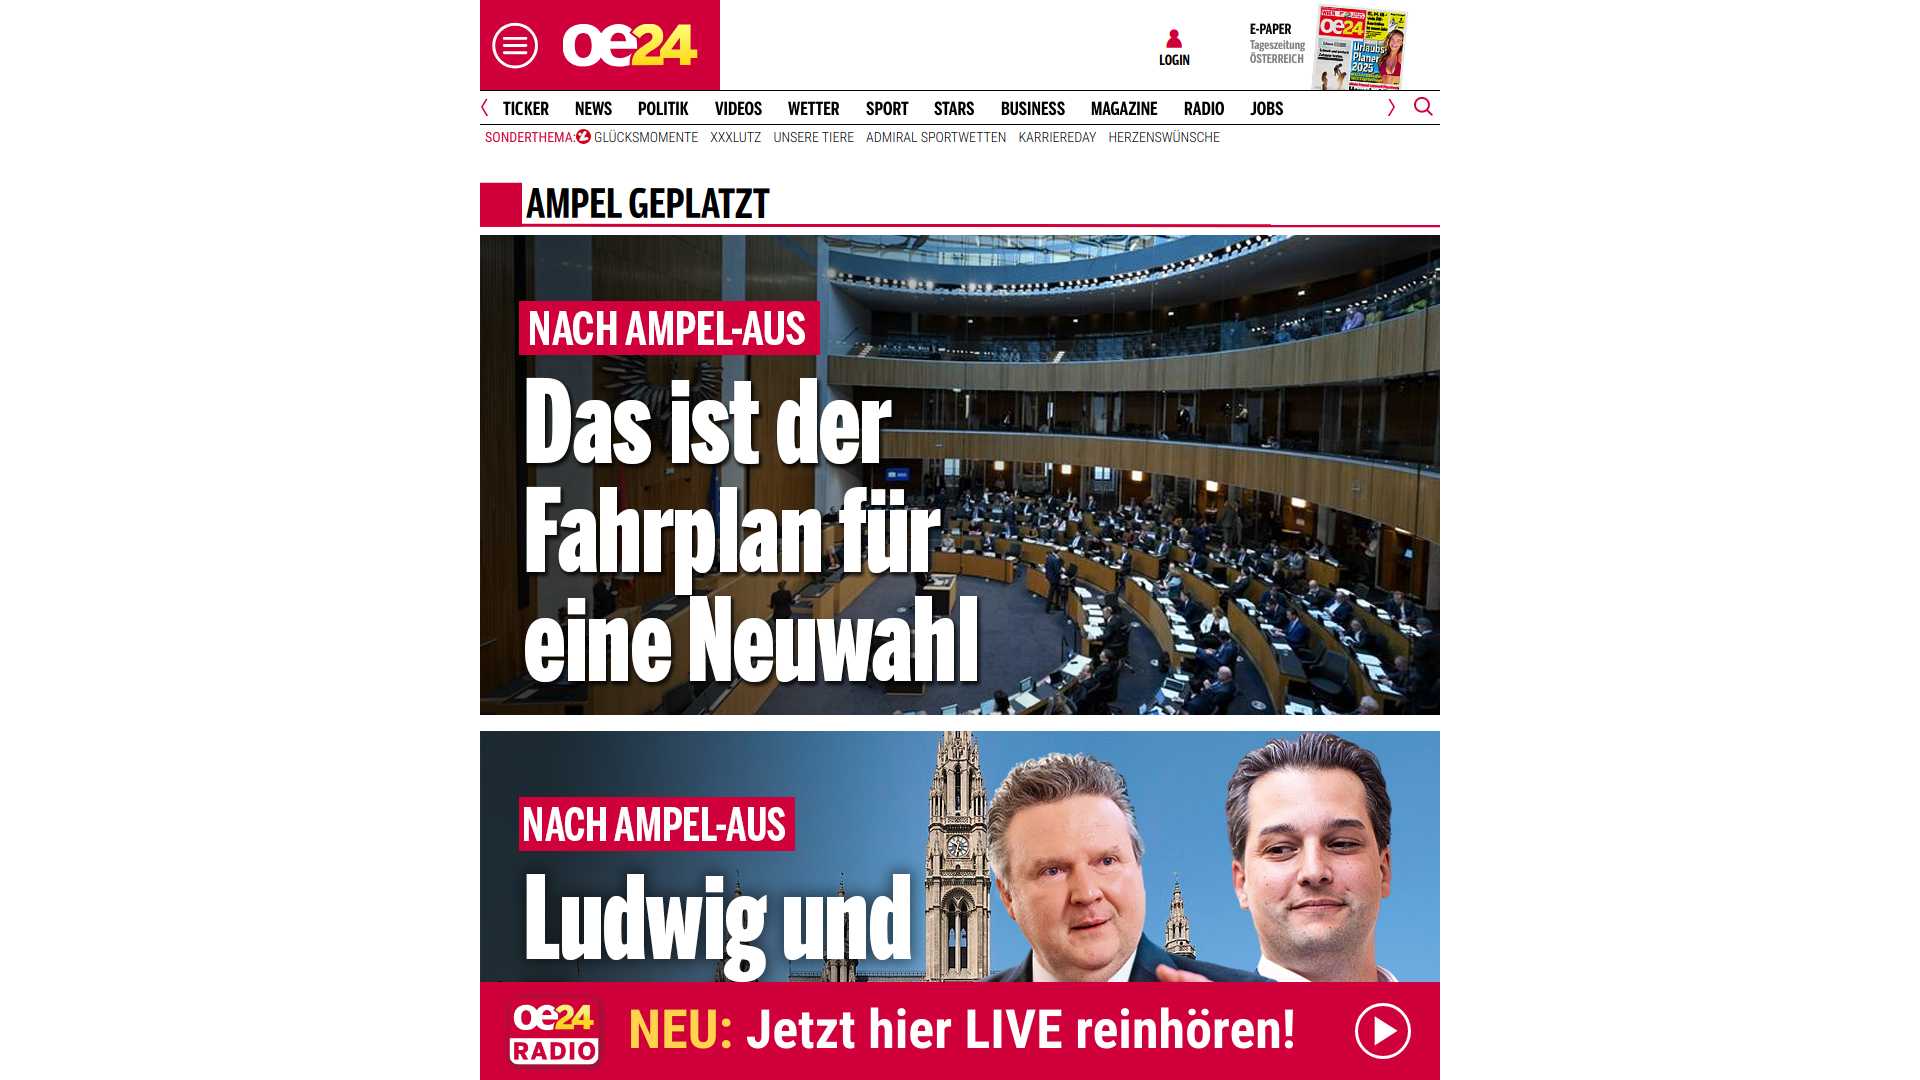 oe24
LOGIN
E-PAPER
Tageszeitung
ÖSTERREICH
oe24
Urlaubs-
Planer
2025
TICKER NEWS POLITIK VIDEOS WETTER SPORT STARS BUSINESS MAGAZINE RADIO JOBS
SONDERTHEMA: GLÜCKSMOMENTE XXXLUTZ UNSERE TIERE ADMIRAL SPORTWETTEN KARRIEREDAY HERZENSWÜNSCHE
AMPEL GEPLATZT
NACH AMPEL-AUS
Das ist der
Fahrplan für
eine Neuwahl
NACH AMPEL-AUS
Ludwig und
oe24
RADIO
NEU: Jetzt hier LIVE reinhören!